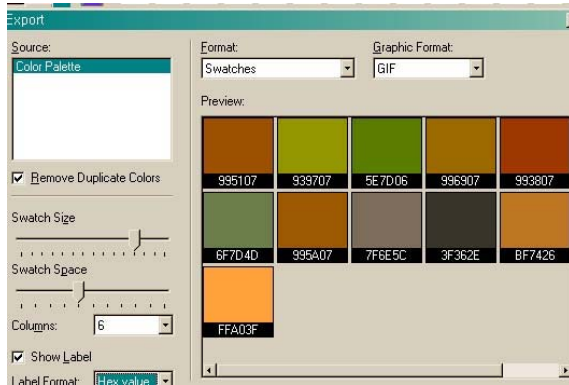 Export
Source:
Color Palette
Remove Duplicate Colors
Swatch Size
Swatch Space
Columns: 6
Show Label
Label Format: Hex value
Format: Graphic Format:
Swatches GIF
Preview:
995107 939707 5E7D06 996907 993807
6F7D4D 995A07 7F6E5C 3F362E BF7426
FFA03F